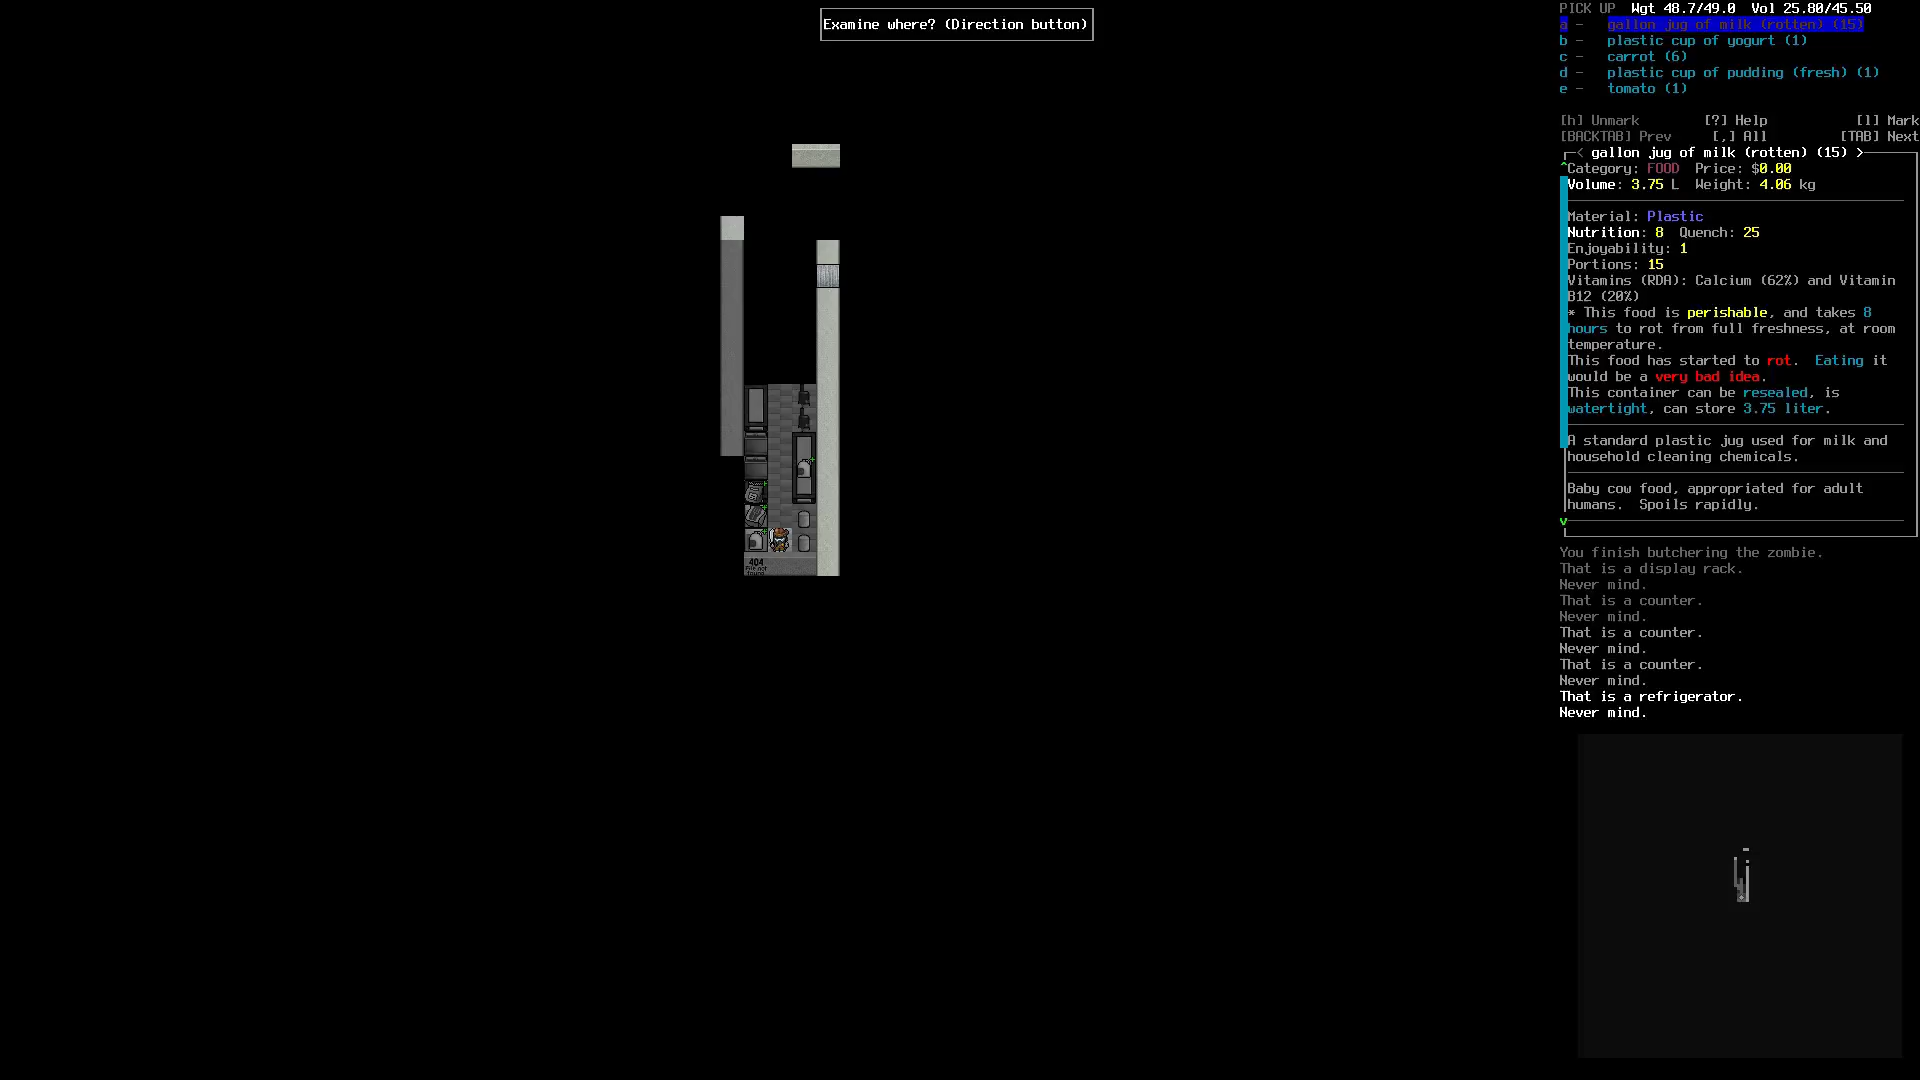 Examine where? (Direction button)
PICK UP  Wgt 48.7/49.0  Vol 25.80/45.50
a -   gallon jug of milk (rotten) (15)
b -   plastic cup of yogurt (1)
c -   carrot (6)
d -   plastic cup of pudding (fresh) (1)
e -   tomato (1)
[h] Unmark        [?] Help           [l] Mark
[BACKTAB] Prev     [,] All         [TAB] Next
< gallon jug of milk (rotten) (15) >
Category: FOOD  Price: $0.00
Volume: 3.75 L  Weight: 4.06 kg
Material: Plastic
Nutrition: 8  Quench: 25
Enjoyability: 1
Portions: 15
Vitamins (RDA): Calcium (62%) and Vitamin
B12 (20%)
* This food is perishable, and takes 8
hours to rot from full freshness, at room
temperature.
This food has started to rot.  Eating it
would be a very bad idea.
This container can be resealed, is
watertight, can store 3.75 liter.
A standard plastic jug used for milk and
household cleaning chemicals.
Baby cow food, appropriated for adult
humans.  Spoils rapidly.
You finish butchering the zombie.
That is a display rack.
Never mind.
That is a counter.
Never mind.
That is a counter.
Never mind.
That is a counter.
Never mind.
That is a refrigerator.
Never mind.
404
File not
found